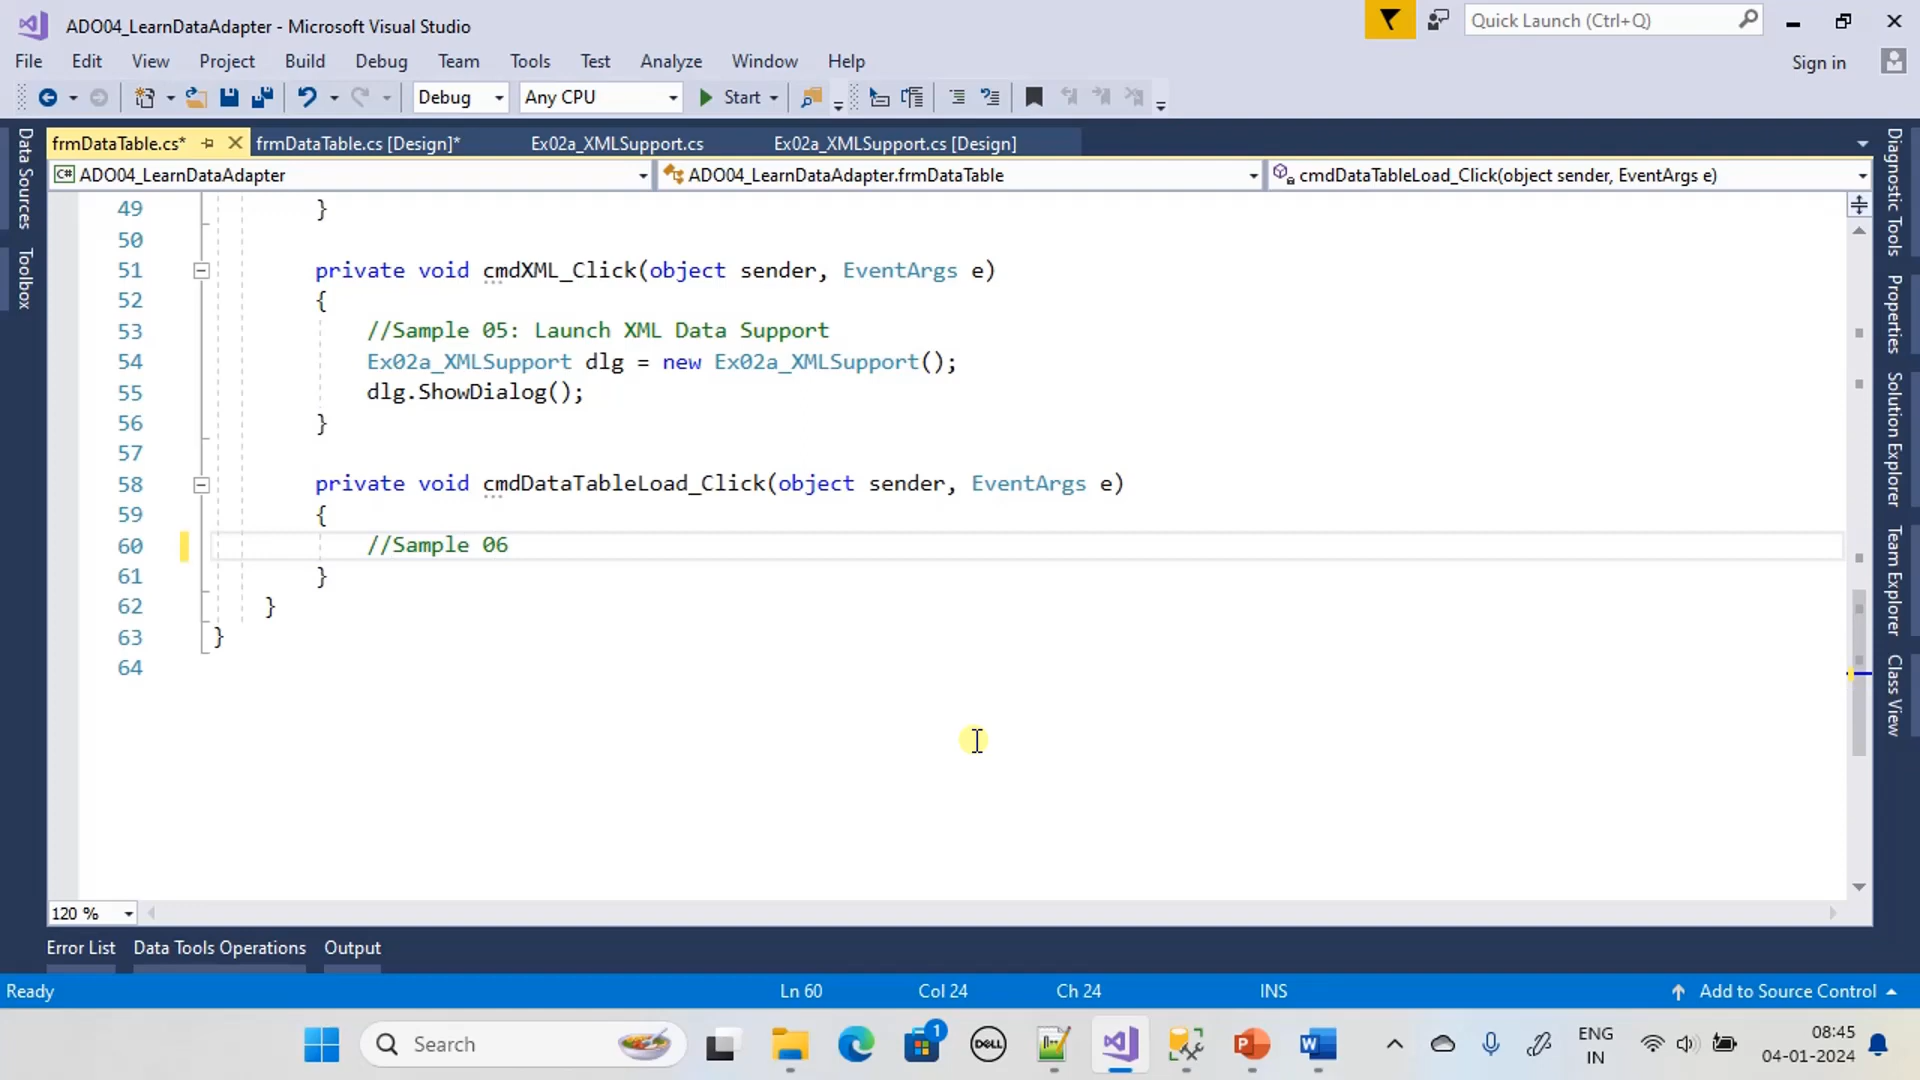 ADO04_LearnDataAdapter - Microsoft Visual Studio
Quick Launch (Ctrl+Q)
File Edit View Project Build Debug Team Tools Test Analyze Window Help
Sign in
Debug Any CPU Start
frmDataTable.cs* frmDataTable.cs [Design]* Ex02a_XMLSupport.cs Ex02a_XMLSupport.cs [Design]
C# ADO04_LearnDataAdapter ADO04_LearnDataAdapter.frmDataTable cmdDataTableLoad_Click(object sender, EventArgs e)
Data Sources
Toolbox
49 }
50
51 private void cmdXML_Click(object sender, EventArgs e)
52 {
53 //Sample 05: Launch XML Data Support
54 Ex02a_XMLSupport dlg = new Ex02a_XMLSupport();
55 dlg.ShowDialog();
56 }
57
58 private void cmdDataTableLoad_Click(object sender, EventArgs e)
59 {
60 //Sample 06
61 }
62 }
63 }
64
Diagnostic Tools
Properties
Solution Explorer
Team Explorer
Class View
120 %
Error List Data Tools Operations Output
Ready Ln 60 Col 24 Ch 24 INS Add to Source Control
Search 1 DELL P W ENG 08:45
IN 04-01-2024